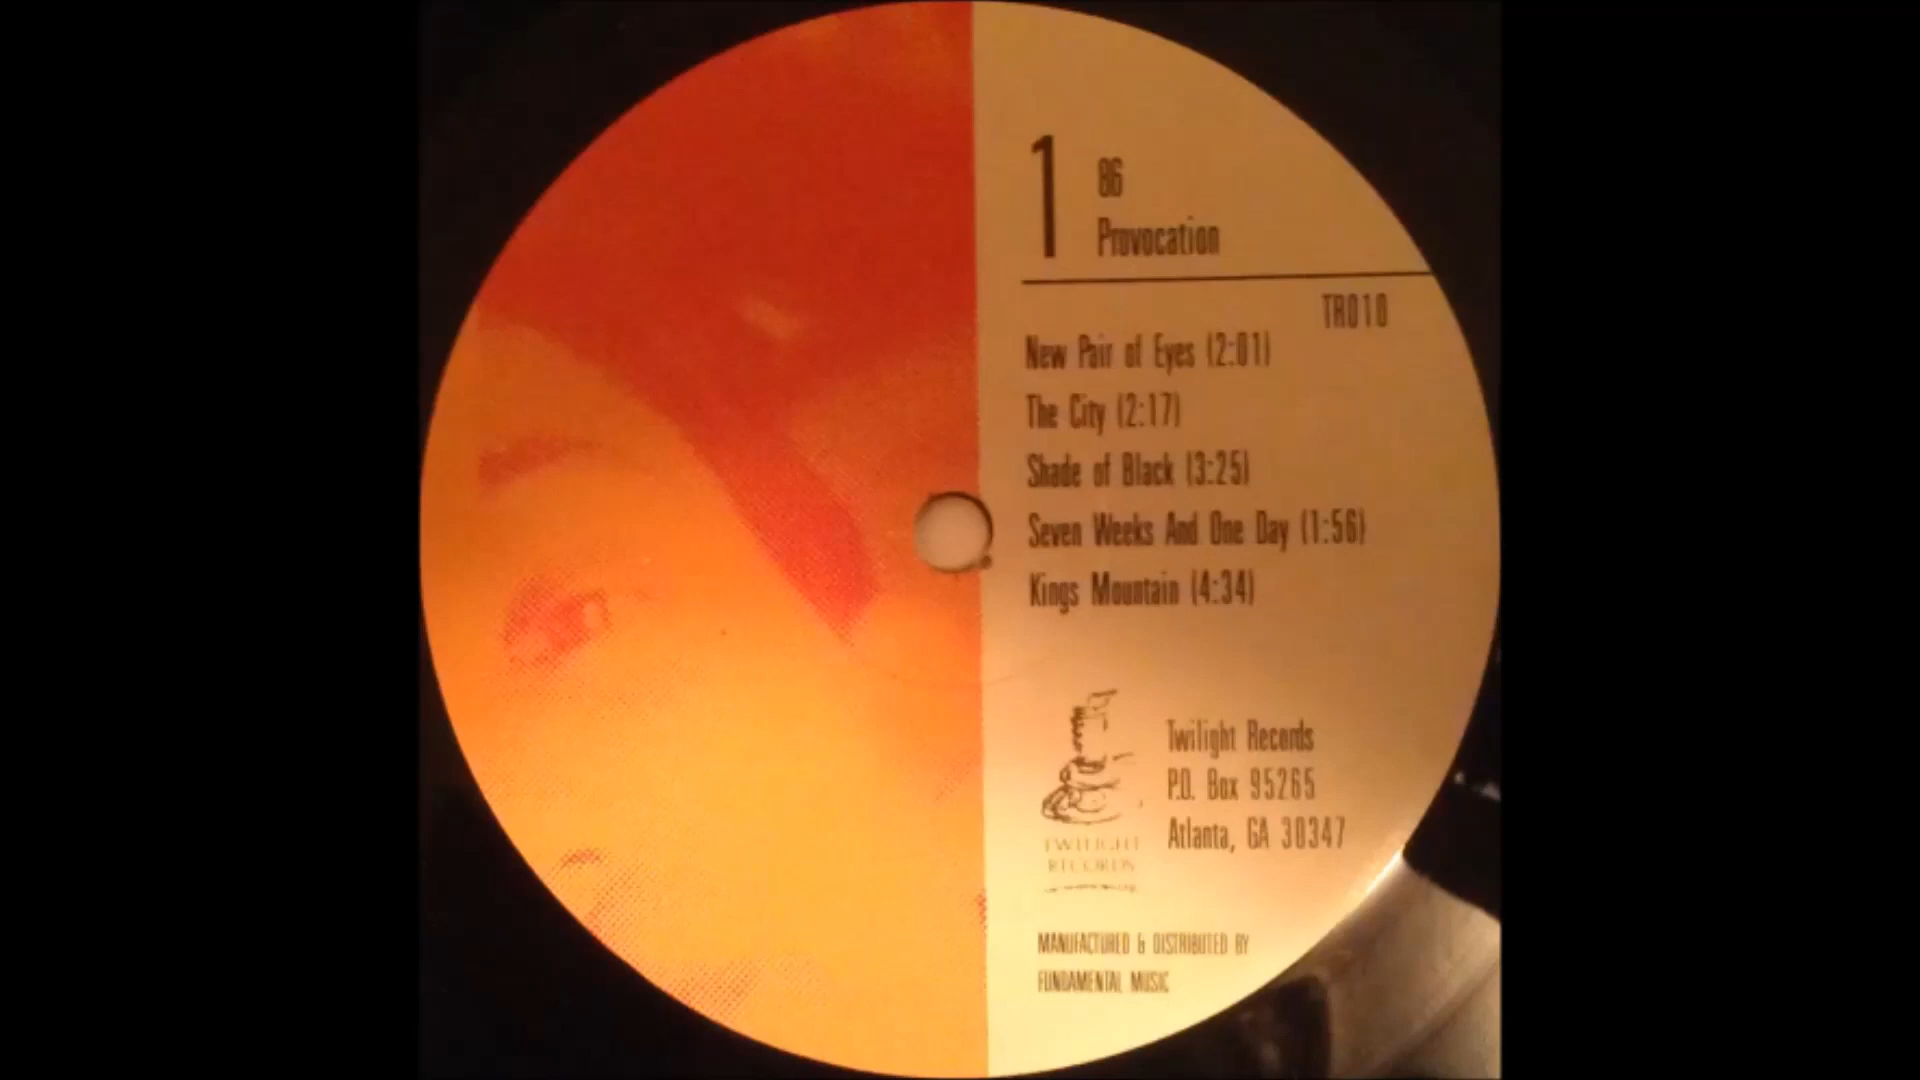 1
86
Provocation
TR010
New Pair of Eyes (2:01)
The City (2:17)
Shade of Black (3:25)
Seven Weeks And One Day (1:56)
Kings Mountain (4:34)
Twilight Records
P.O. Box 95265
Atlanta, GA 30347
TWILIGHT
RECORDS
MANUFACTURED & DISTRIBUTED BY
FUNDAMENTAL MUSIC